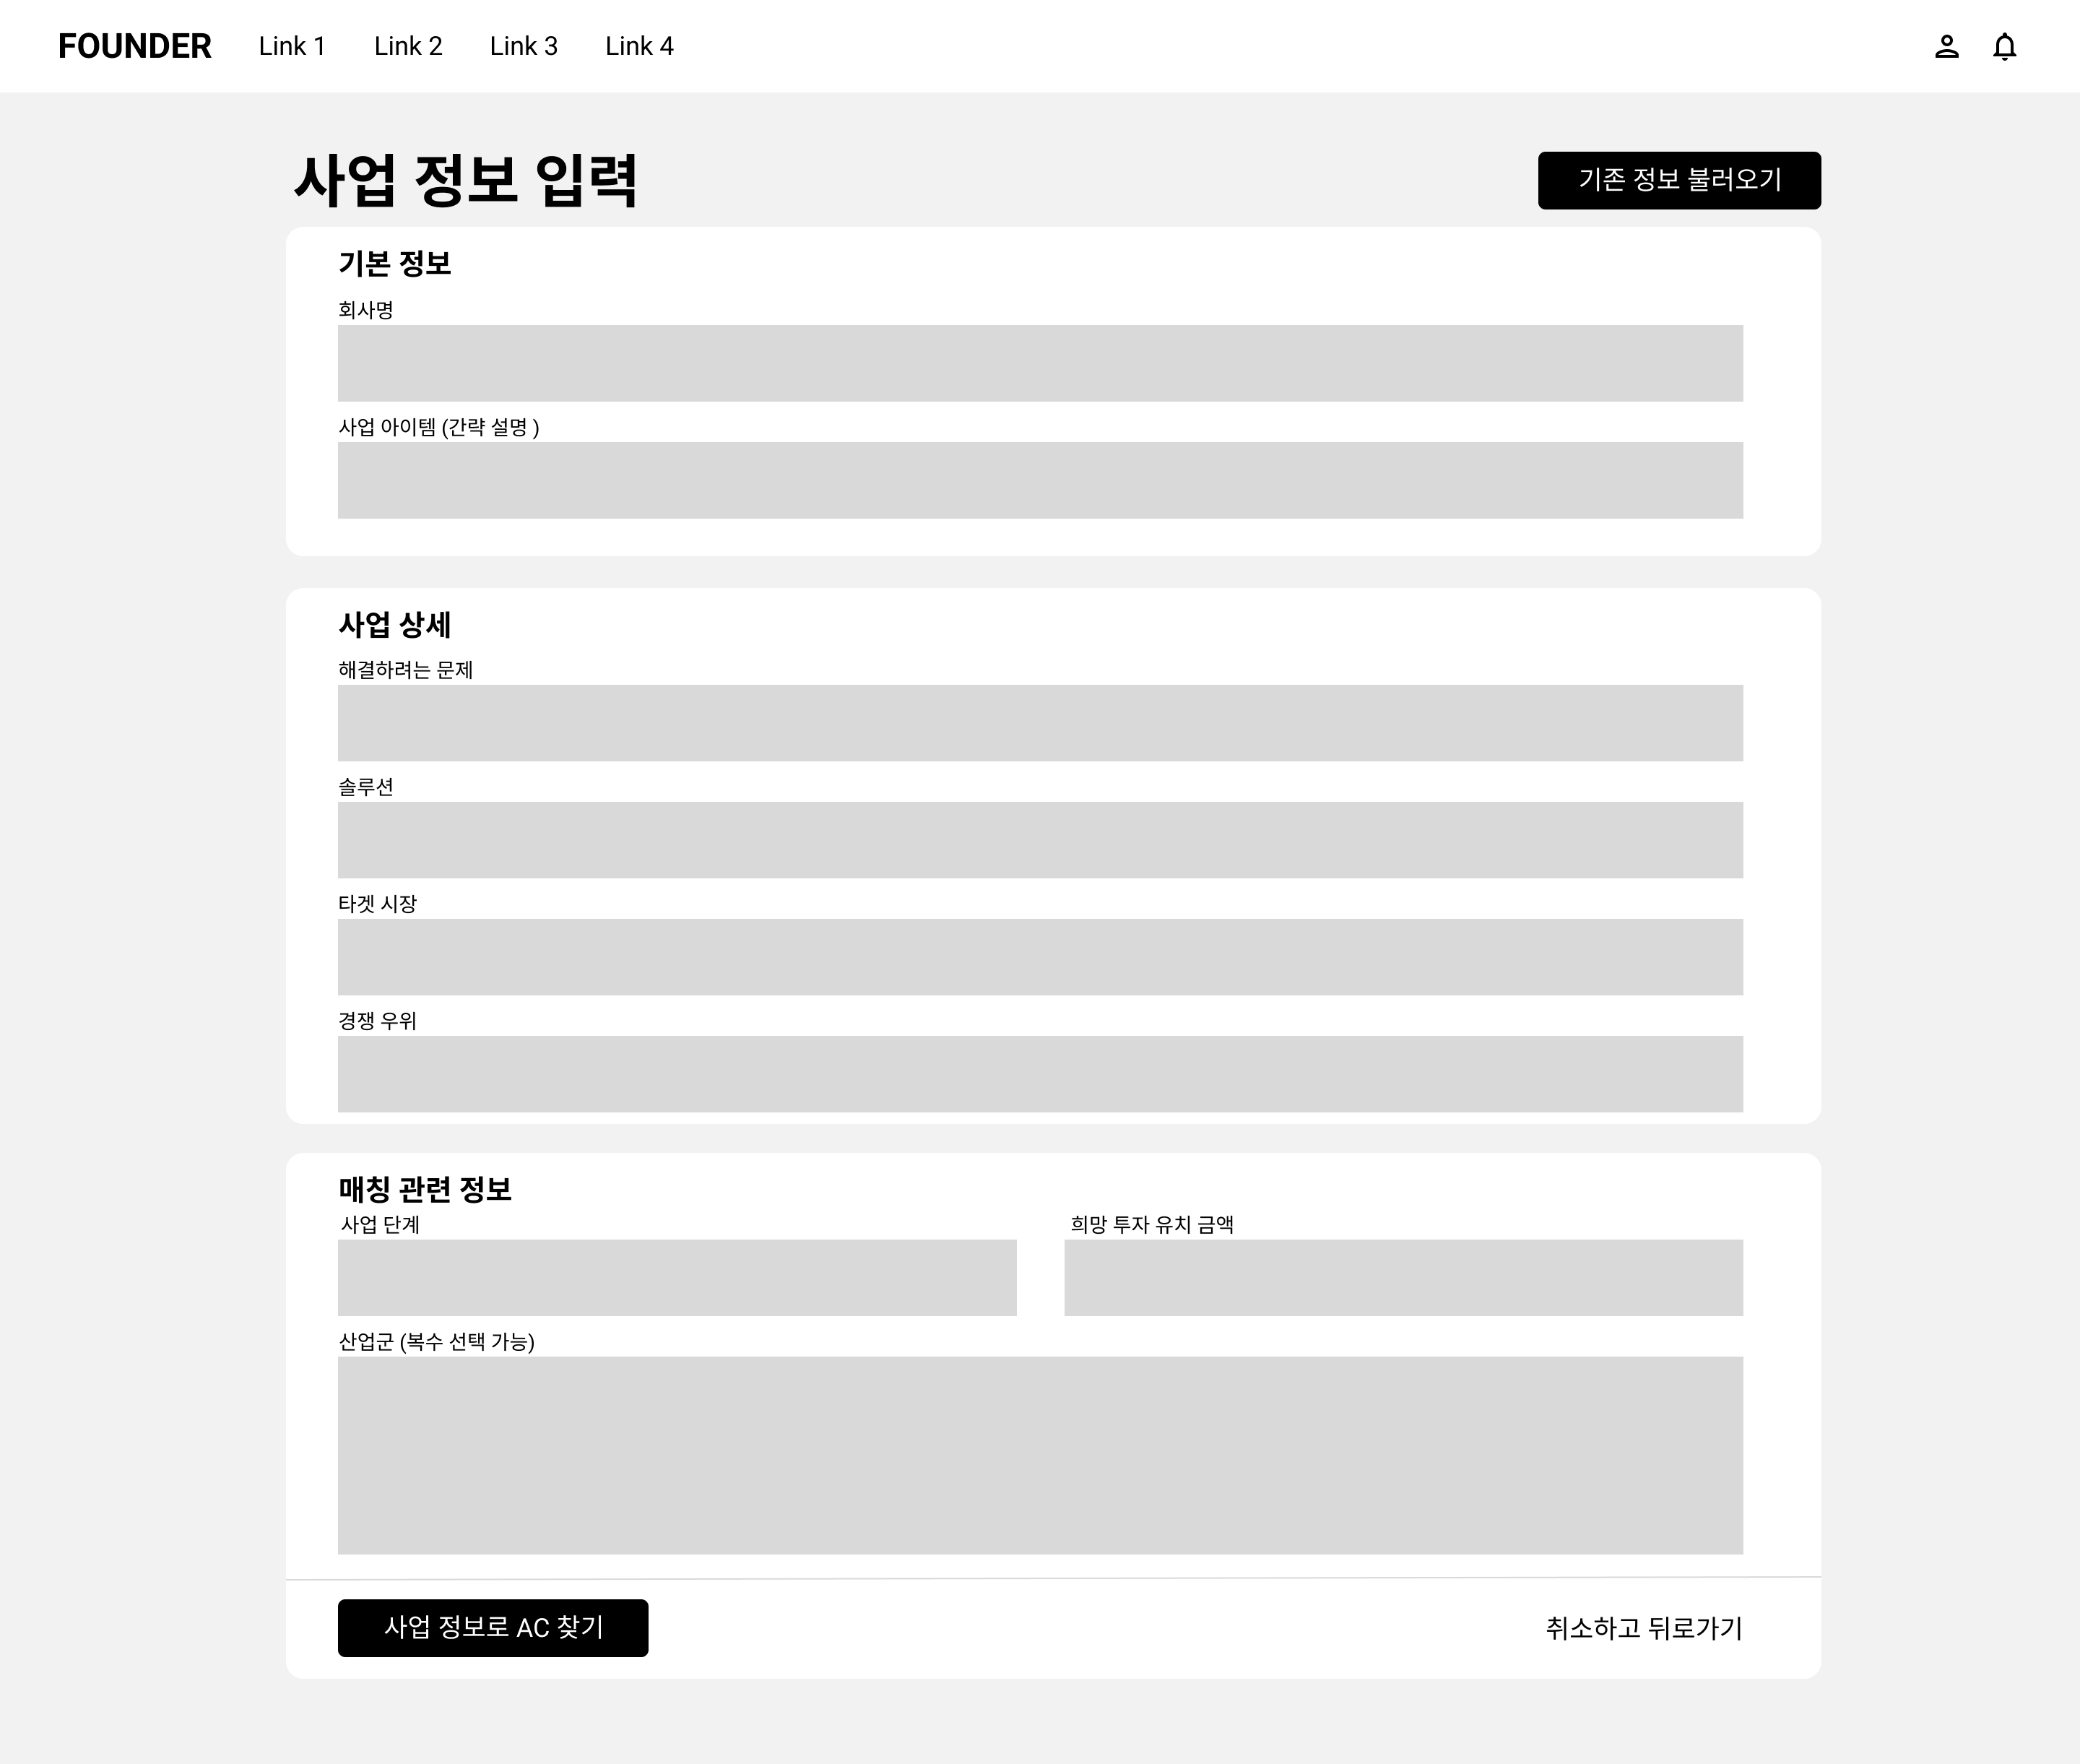 FOUNDER Link 1 Link 2 Link 3 Link 4
사업 정보 입력 기존 정보 불러오기
기본 정보
회사명
사업 아이템 (간략 설명 )
사업 상세
해결하려는 문제
솔루션
타겟 시장
경쟁 우위
매칭 관련 정보
사업 단계 희망 투자 유치 금액
산업군 (복수 선택 가능)
사업 정보로 AC 찾기 취소하고 뒤로가기